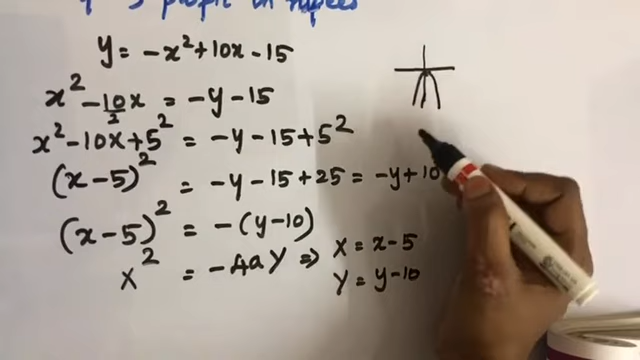 y = -x² + 10x - 15
x² - 10x/2 = -y - 15
x² - 10x + 5² = -y - 15 + 5²
(x - 5)² = -y - 15 + 25 = -y + 10
(x - 5)² = -(y - 10)
X² = -4aY ⇒ X = x - 5
Y = y - 10